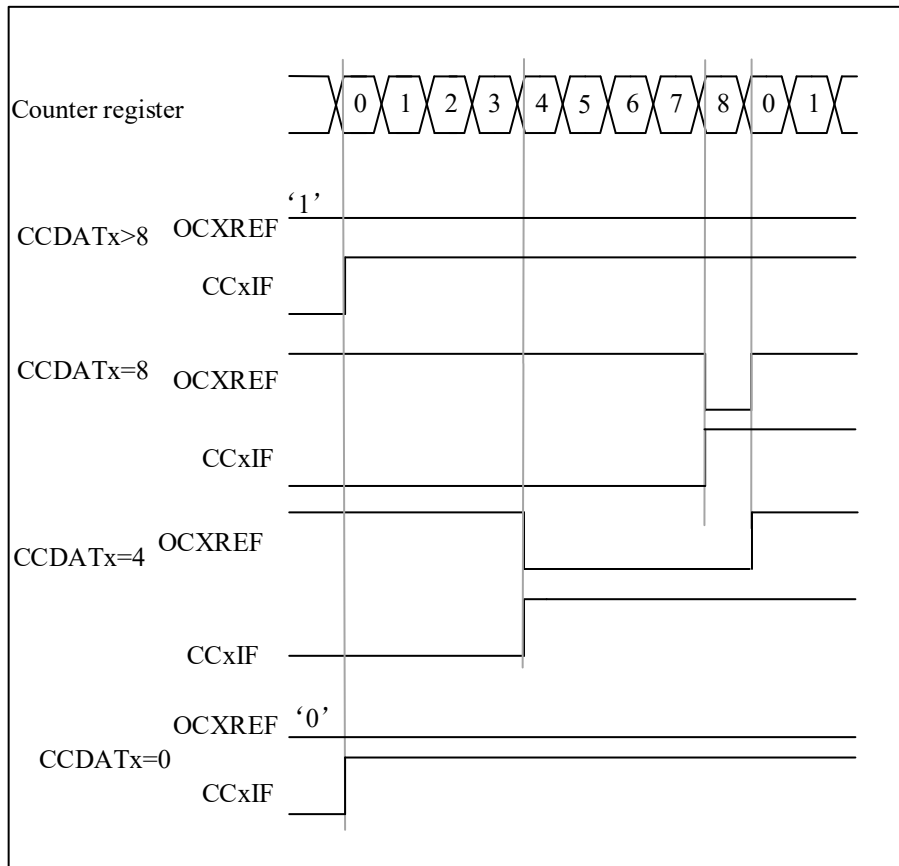 Counter register 0 1 2 3 4 5 6 7 8 0 1
‘1’
CCDATx>8 OCXREF
CCxIF
CCDATx=8 OCXREF
CCxIF
CCDATx=4 OCXREF
CCxIF
OCXREF ‘0’
CCDATx=0
CCxIF